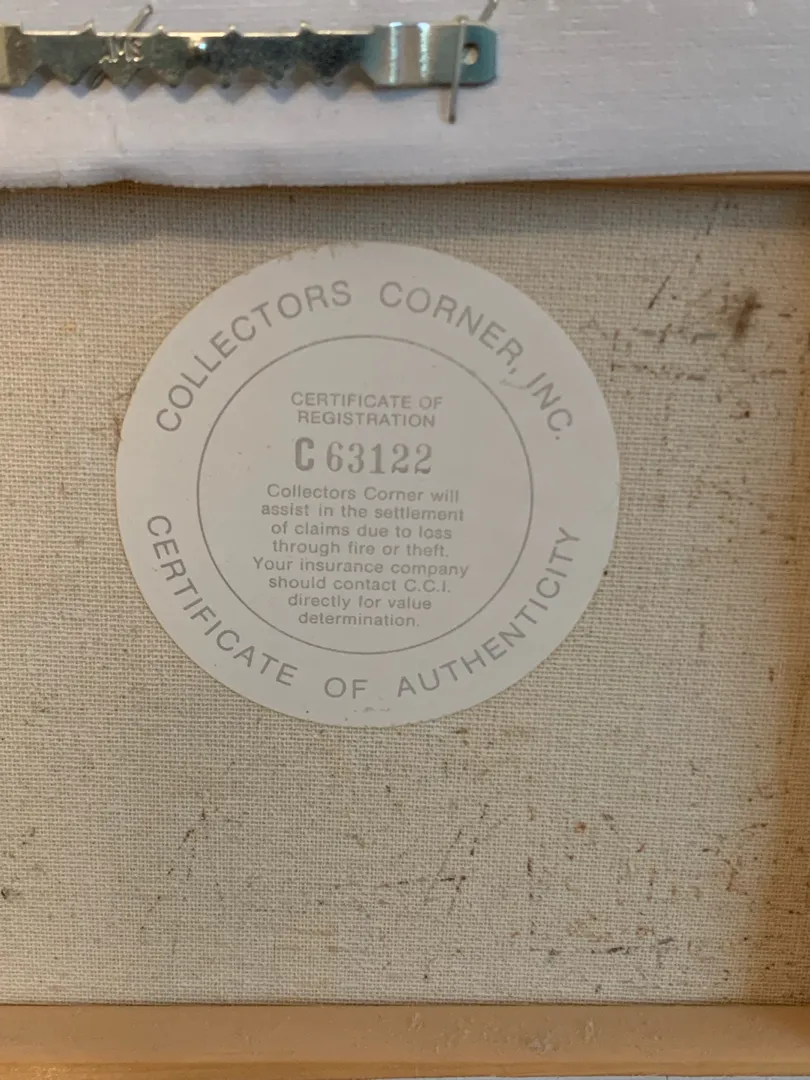 COLLECTORS CORNER, INC.
CERTIFICATE OF
REGISTRATION
C 63122
Collectors Corner will
assist in the settlement
of claims due to loss
through fire or theft.
Your insurance company
should contact C.C.I.
directly for value
determination.
CERTIFICATE OF AUTHENTICITY